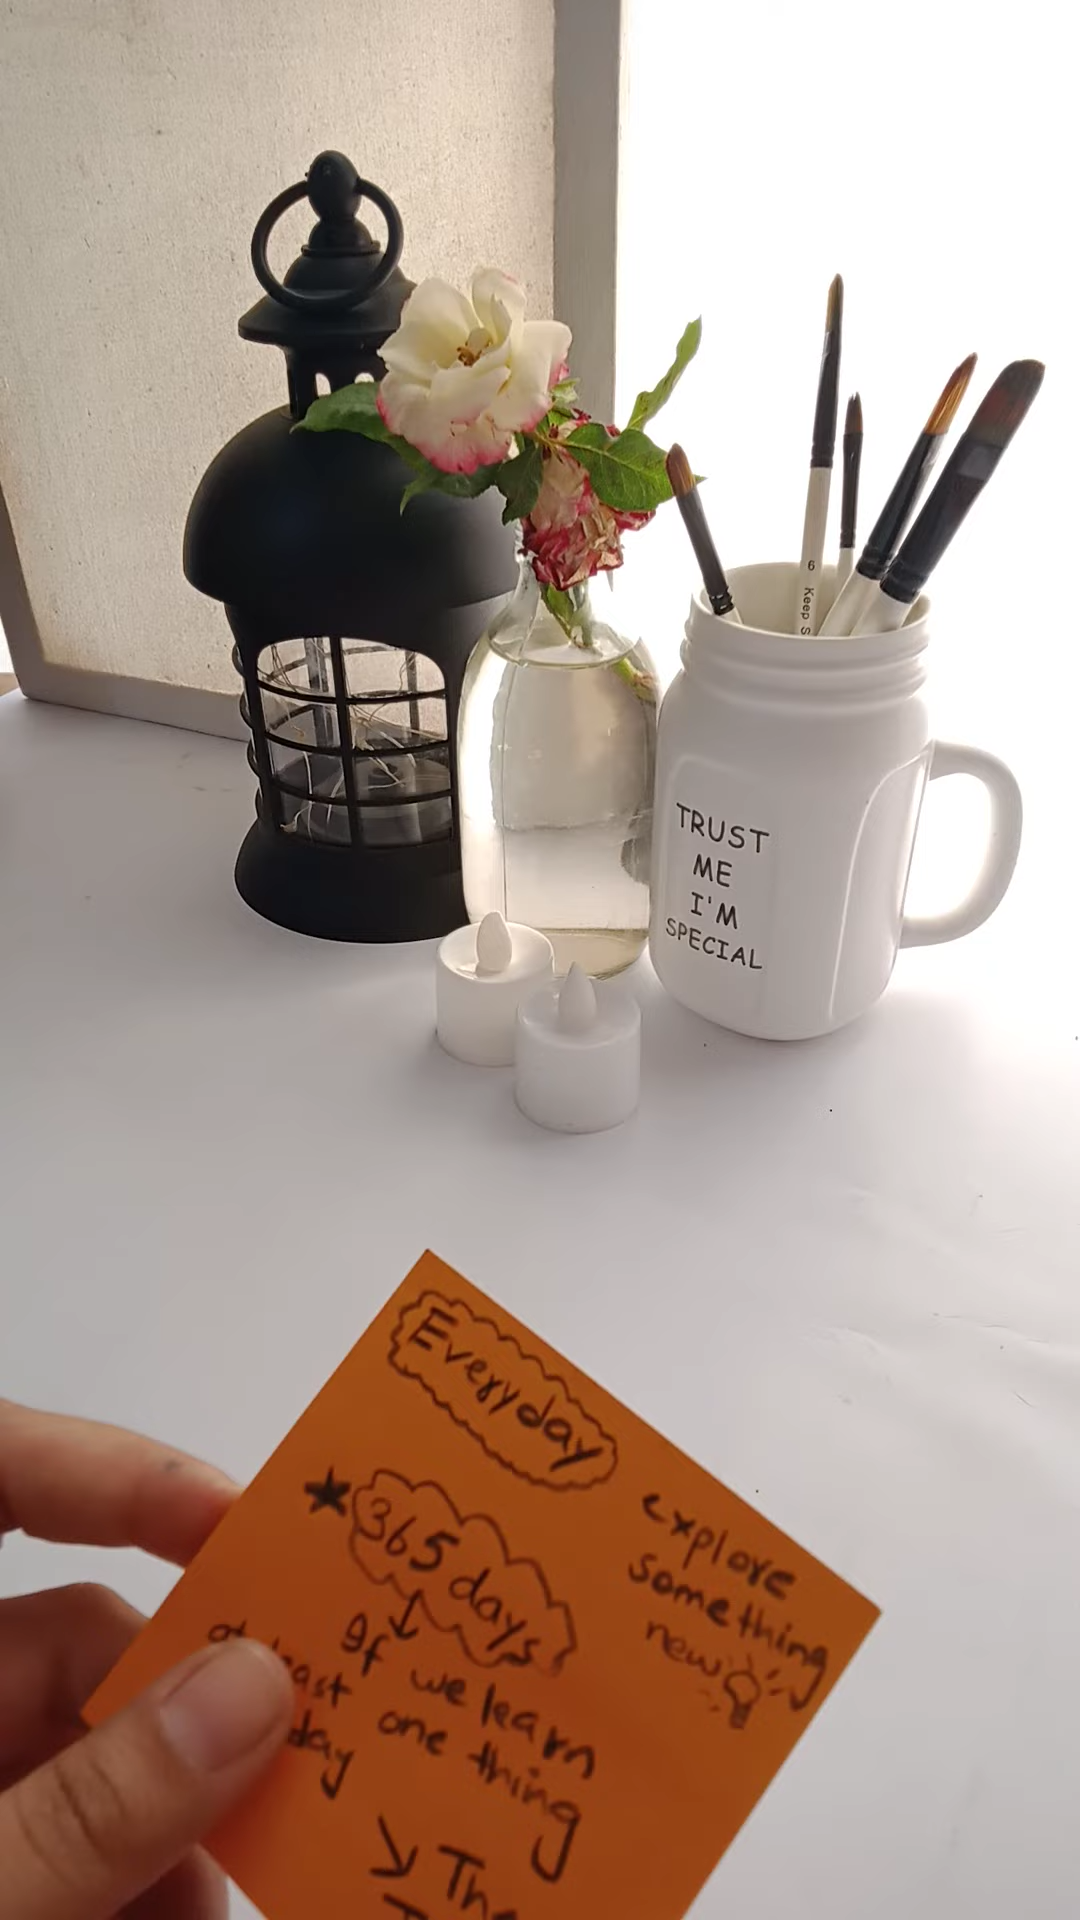 6 Keep S
TRUST
ME
I'M
SPECIAL
Everyday
★365 days
explore
something
new
If we learn
at least one thing
day
The